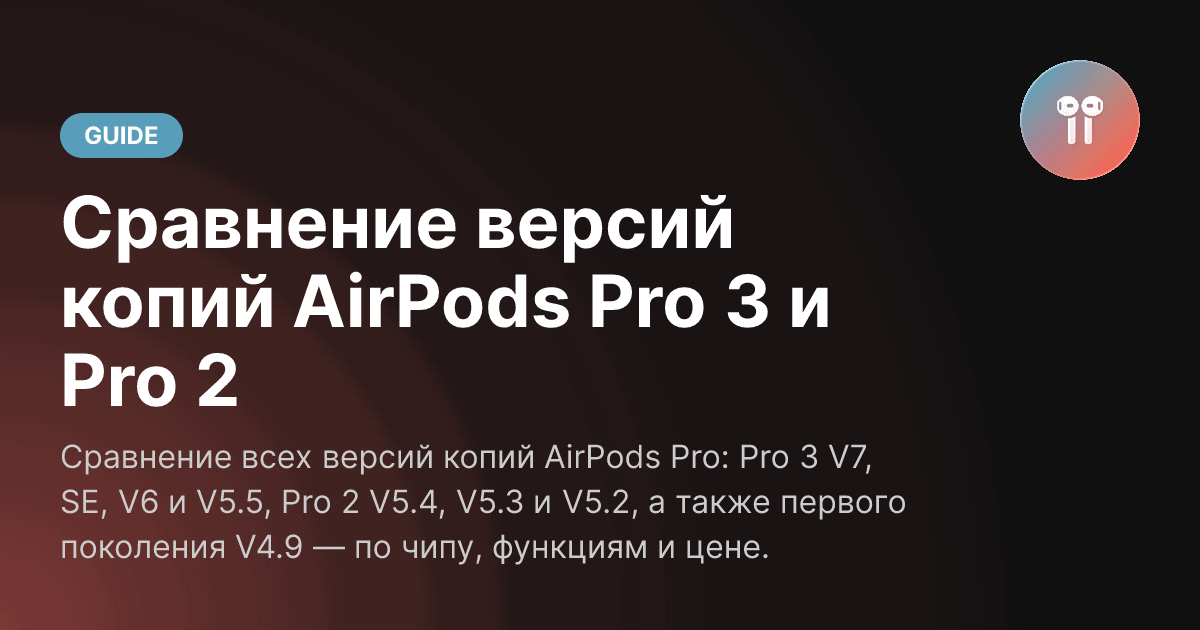 GUIDE
Сравнение версий
копий AirPods Pro 3 и
Pro 2
Сравнение всех версий копий AirPods Pro: Pro 3 V7,
SE, V6 и V5.5, Pro 2 V5.4, V5.3 и V5.2, а также первого
поколения V4.9 — по чипу, функциям и цене.